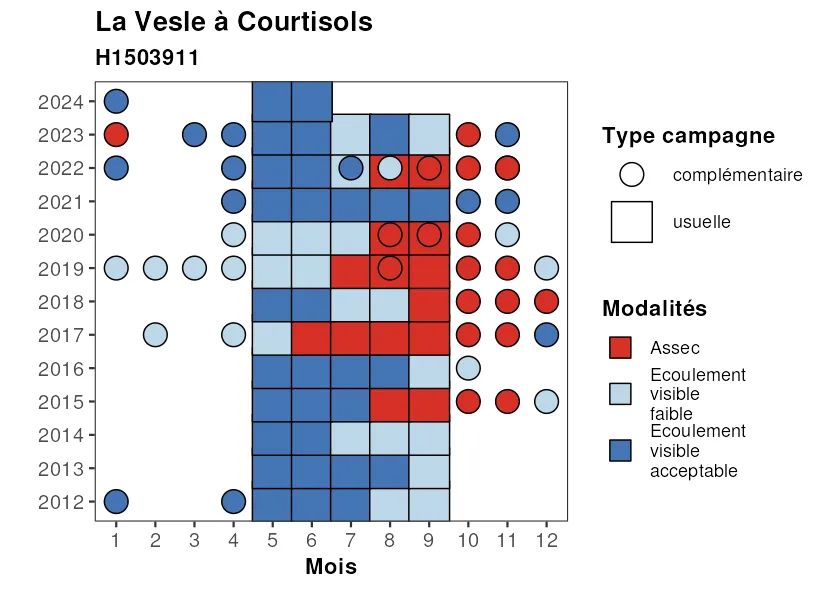 La Vesle à Courtisols
H1503911
2024
2023
2022
2021
2020
2019
2018
2017
2016
2015
2014
2013
2012
1 2 3 4 5 6 7 8 9 10 11 12
Mois
Type campagne
complémentaire
usuelle
Modalités
Assec
Ecoulement
visible
faible
Ecoulement
visible
acceptable